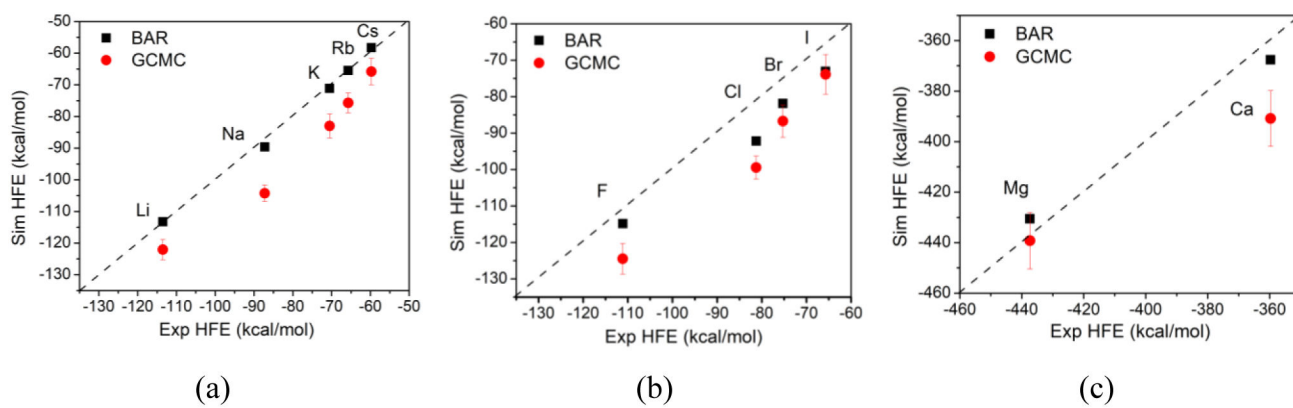 -50
-60
-70
-80
-90
-100
-110
-120
-130
Sim HFE (kcal/mol)
BAR
GCMC
Li
Na
K
Rb
Cs
-130 -120 -110 -100 -90 -80 -70 -60 -50
Exp HFE (kcal/mol)
(a)
-60
-70
-80
-90
-100
-110
-120
-130
Sim HFE (kcal/mol)
BAR
GCMC
F
Cl
Br
I
-130 -120 -110 -100 -90 -80 -70 -60
Exp HFE (kcal/mol)
(b)
-360
-380
-400
-420
-440
-460
Sim HFE (kcal/mol)
BAR
GCMC
Mg
Ca
-460 -440 -420 -400 -380 -360
Exp HFE (kcal/mol)
(c)